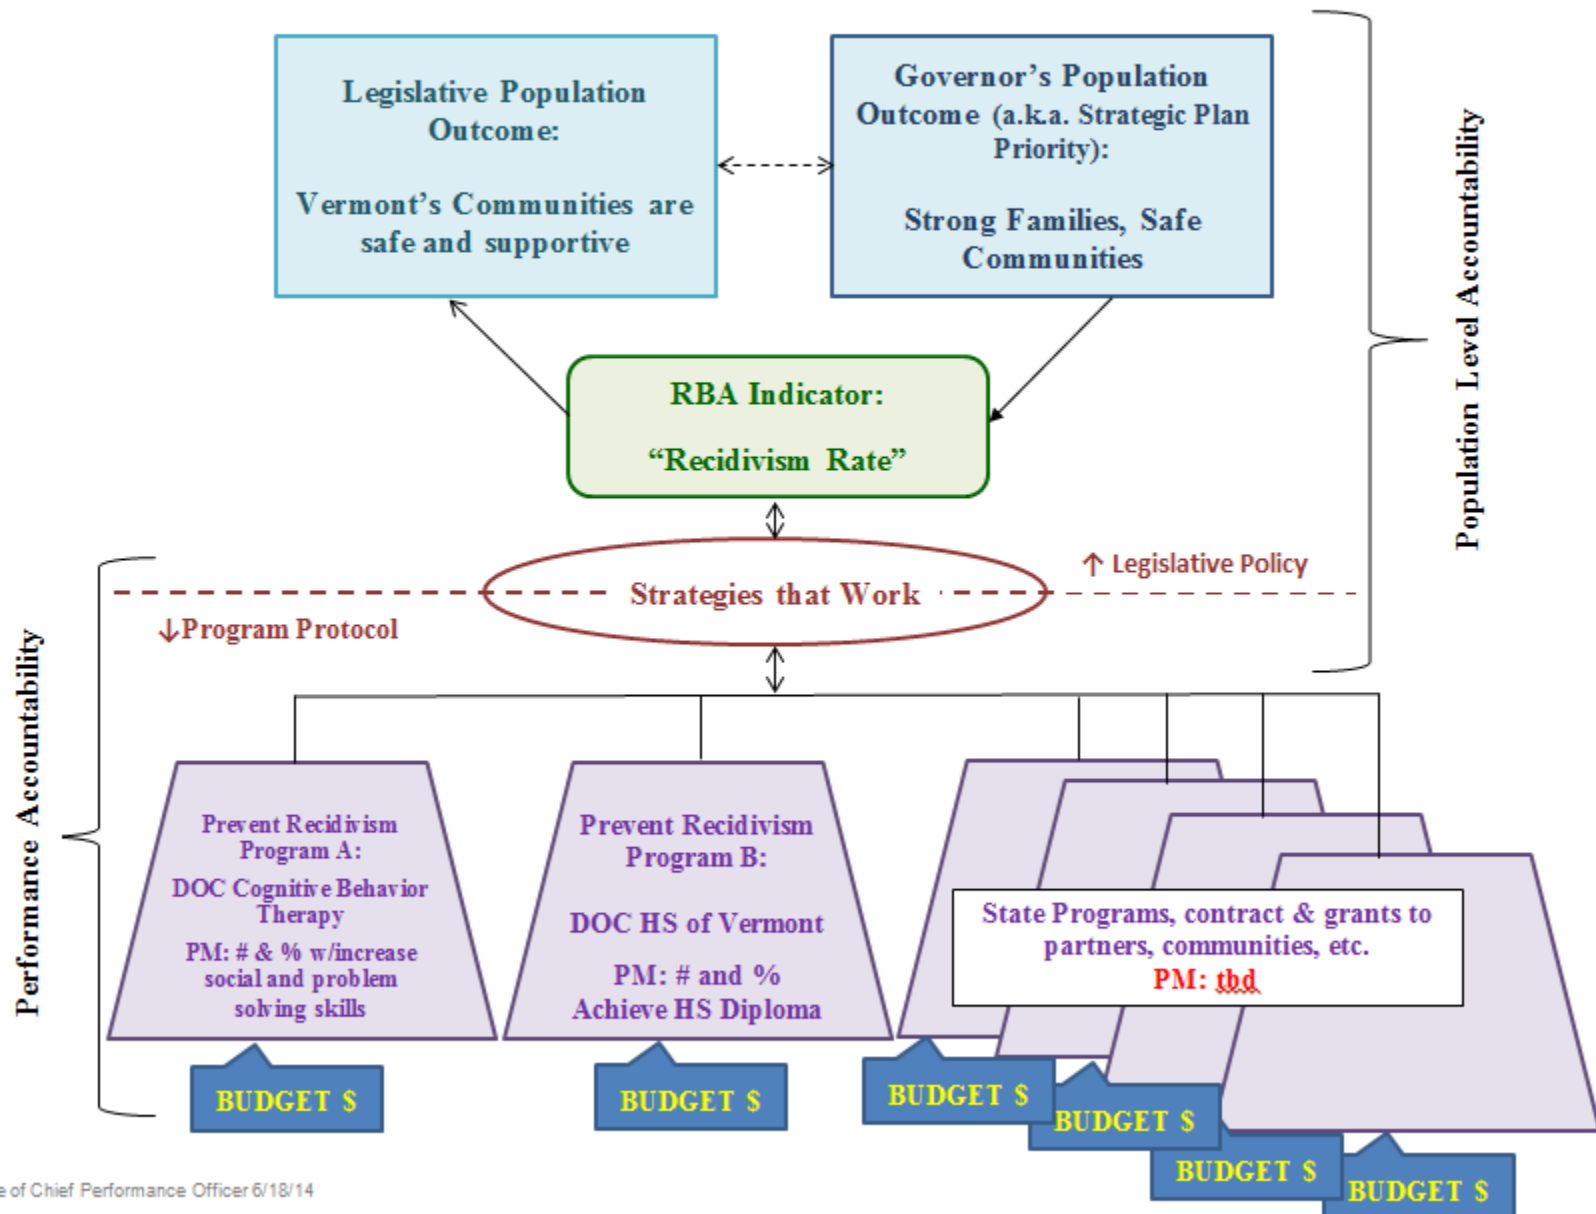 Legislative Population
Outcome:
Vermont’s Communities are
safe and supportive
Governor’s Population
Outcome (a.k.a. Strategic Plan
Priority):
Strong Families, Safe
Communities
Population Level Accountability
RBA Indicator:
“Recidivism Rate”
↑ Legislative Policy
Strategies that Work
↓Program Protocol
Performance Accountability
Prevent Recidivism
Program A:
DOC Cognitive Behavior
Therapy
PM: # & % w/increase
social and problem
solving skills
Prevent Recidivism
Program B:
DOC HS of Vermont
PM: # and %
Achieve HS Diploma
State Programs, contract & grants to
partners, communities, etc.
PM: tbd
BUDGET $
BUDGET $
BUDGET $
BUDGET $
BUDGET $
BUDGET $
e of Chief Performance Officer 6/18/14